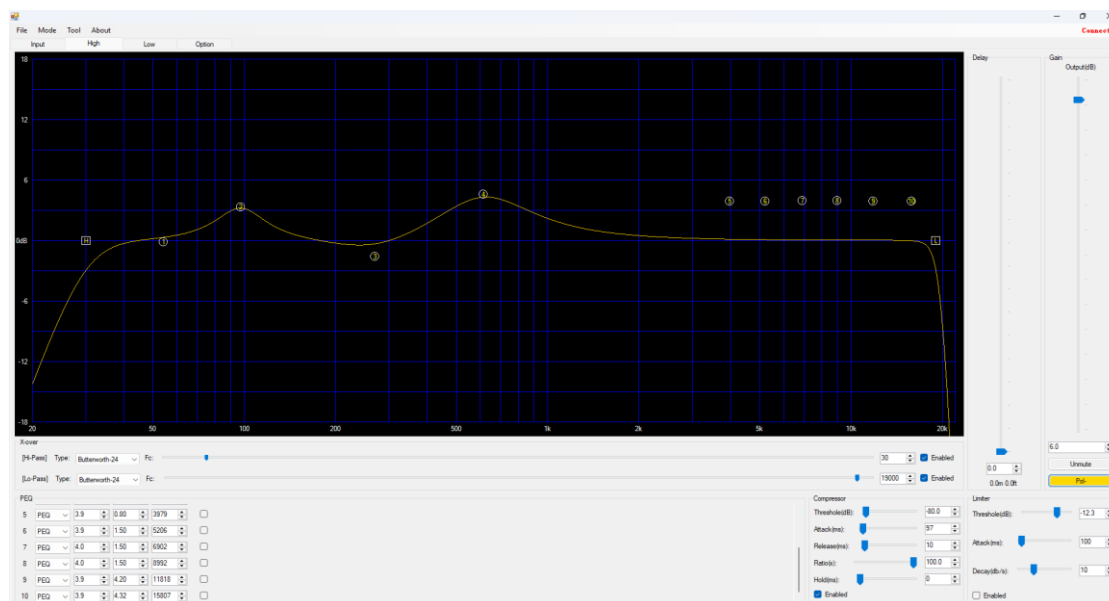 File Mode Tool About
Connect
Input High Low Option
18
12
6
0dB
-6
-12
-18
H 1 2 3 4 5 6 7 8 9 10 L
20 50 100 200 500 1k 2k 5k 10k 20k
Delay
0.0
0.0m 0.0ft
Gain
Output(dB)
6.0
Unmute
Pol-
X-over
[Hi-Pass] Type: Butterworth-24 Fc: 30 Enabled
[Lo-Pass] Type: Butterworth-24 Fc: 19000 Enabled
PEQ
5 PEQ 3.9 0.80 3979
6 PEQ 3.9 1.50 5206
7 PEQ 4.0 1.50 6902
8 PEQ 4.0 1.50 8992
9 PEQ 3.9 4.20 11818
10 PEQ 3.9 4.32 15807
Compressor
Threshold(dB): -80.0
Attack(ms): 97
Release(ms): 10
Ratio(s): 100.0
Hold(ms): 0
Enabled
Limiter
Threshold(dB): -12.3
Attack(ms): 100
Decay(db/s): 10
Enabled